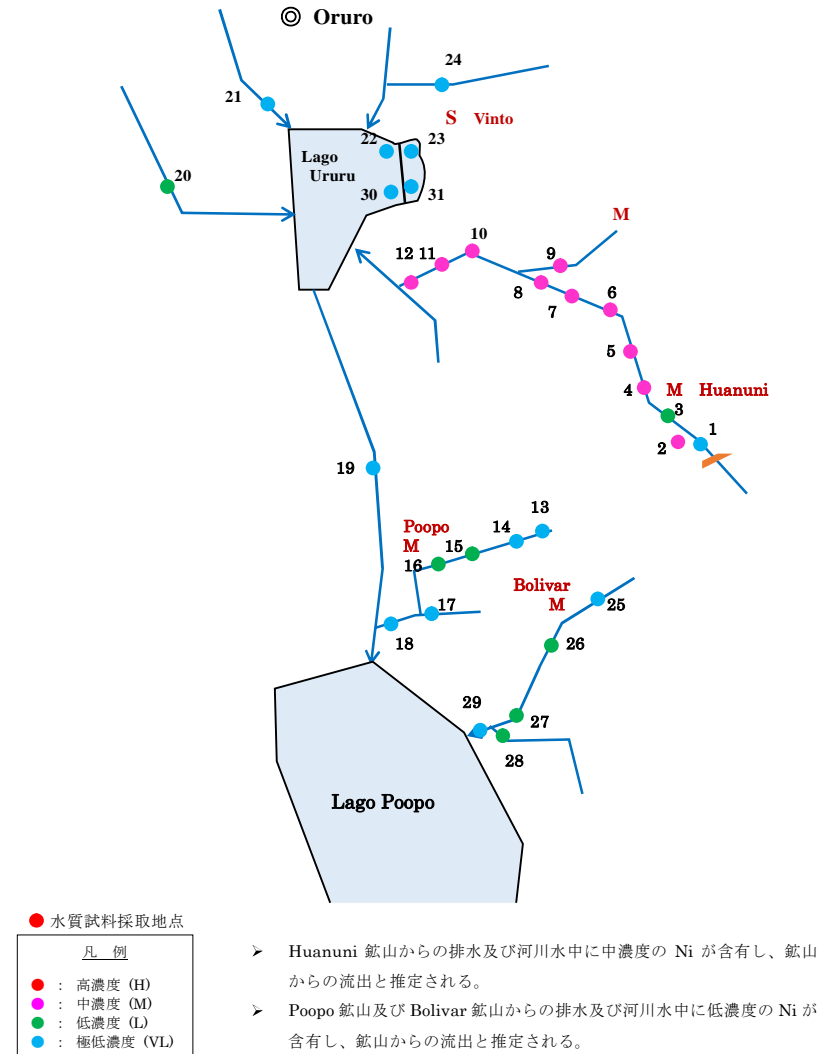 ◎ Oruro
24
21
S Vinto
22 23
Lago
Ururu
20
30 31
M
10
12 11
9
8
7
6
5
4
M Huanuni
3
1
2
19
13
Poopo
14
M
15
16
Bolivar
M
25
17
18
26
29
27
28
Lago Poopo
水質試料採取地点
凡 例
: 高濃度 (H)
: 中濃度 (M)
: 低濃度 (L)
: 極低濃度 (VL)
➢ Huanuni 鉱山からの排水及び河川水中に中濃度の Ni が含有し、鉱山
からの流出と推定される。
➢ Poopo 鉱山及び Bolivar 鉱山からの排水及び河川水中に低濃度の Ni が
含有し、鉱山からの流出と推定される。